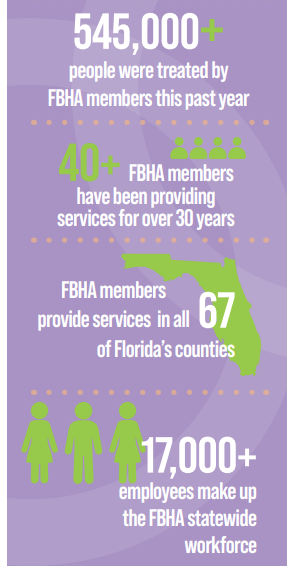 545,000+
people were treated by
FBHA members this past year
40+ FBHA members
have been providing
services for over 30 years
FBHA members
provide services in all 67
of Florida's counties
17,000+
employees make up
the FBHA statewide
workforce